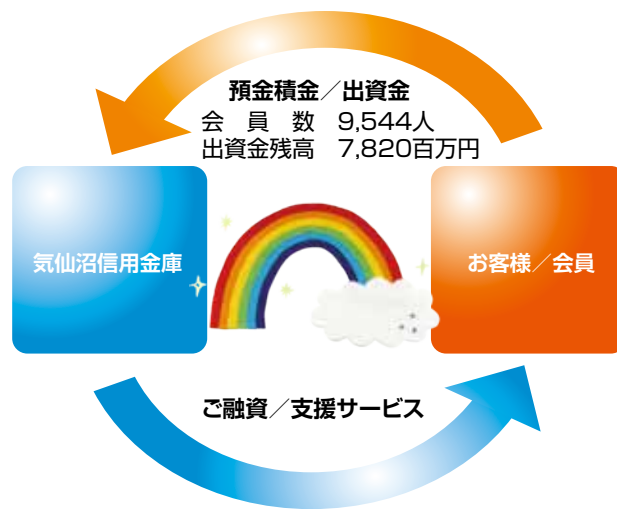 預金積金／出資金
会　員　数　9,544人
出資金残高　7,820百万円
気仙沼信用金庫
お客様／会員
ご融資／支援サービス